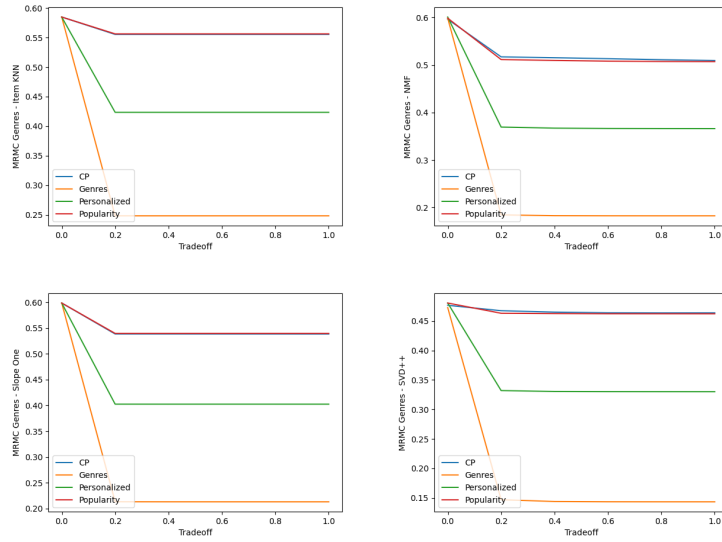 MRMC Genres - Item KNN
0.60
0.55
0.50
0.45
0.40
0.35
0.30
0.25
CP
Genres
Personalized
Popularity
0.0 0.2 0.4 0.6 0.8 1.0
Tradeoff
MRMC Genres - NMF
0.6
0.5
0.4
0.3
0.2
CP
Genres
Personalized
Popularity
0.0 0.2 0.4 0.6 0.8 1.0
Tradeoff
MRMC Genres - Slope One
0.60
0.55
0.50
0.45
0.40
0.35
0.30
0.25
0.20
CP
Genres
Personalized
Popularity
0.0 0.2 0.4 0.6 0.8 1.0
Tradeoff
MRMC Genres - SVD++
0.45
0.40
0.35
0.30
0.25
0.20
0.15
CP
Genres
Personalized
Popularity
0.0 0.2 0.4 0.6 0.8 1.0
Tradeoff